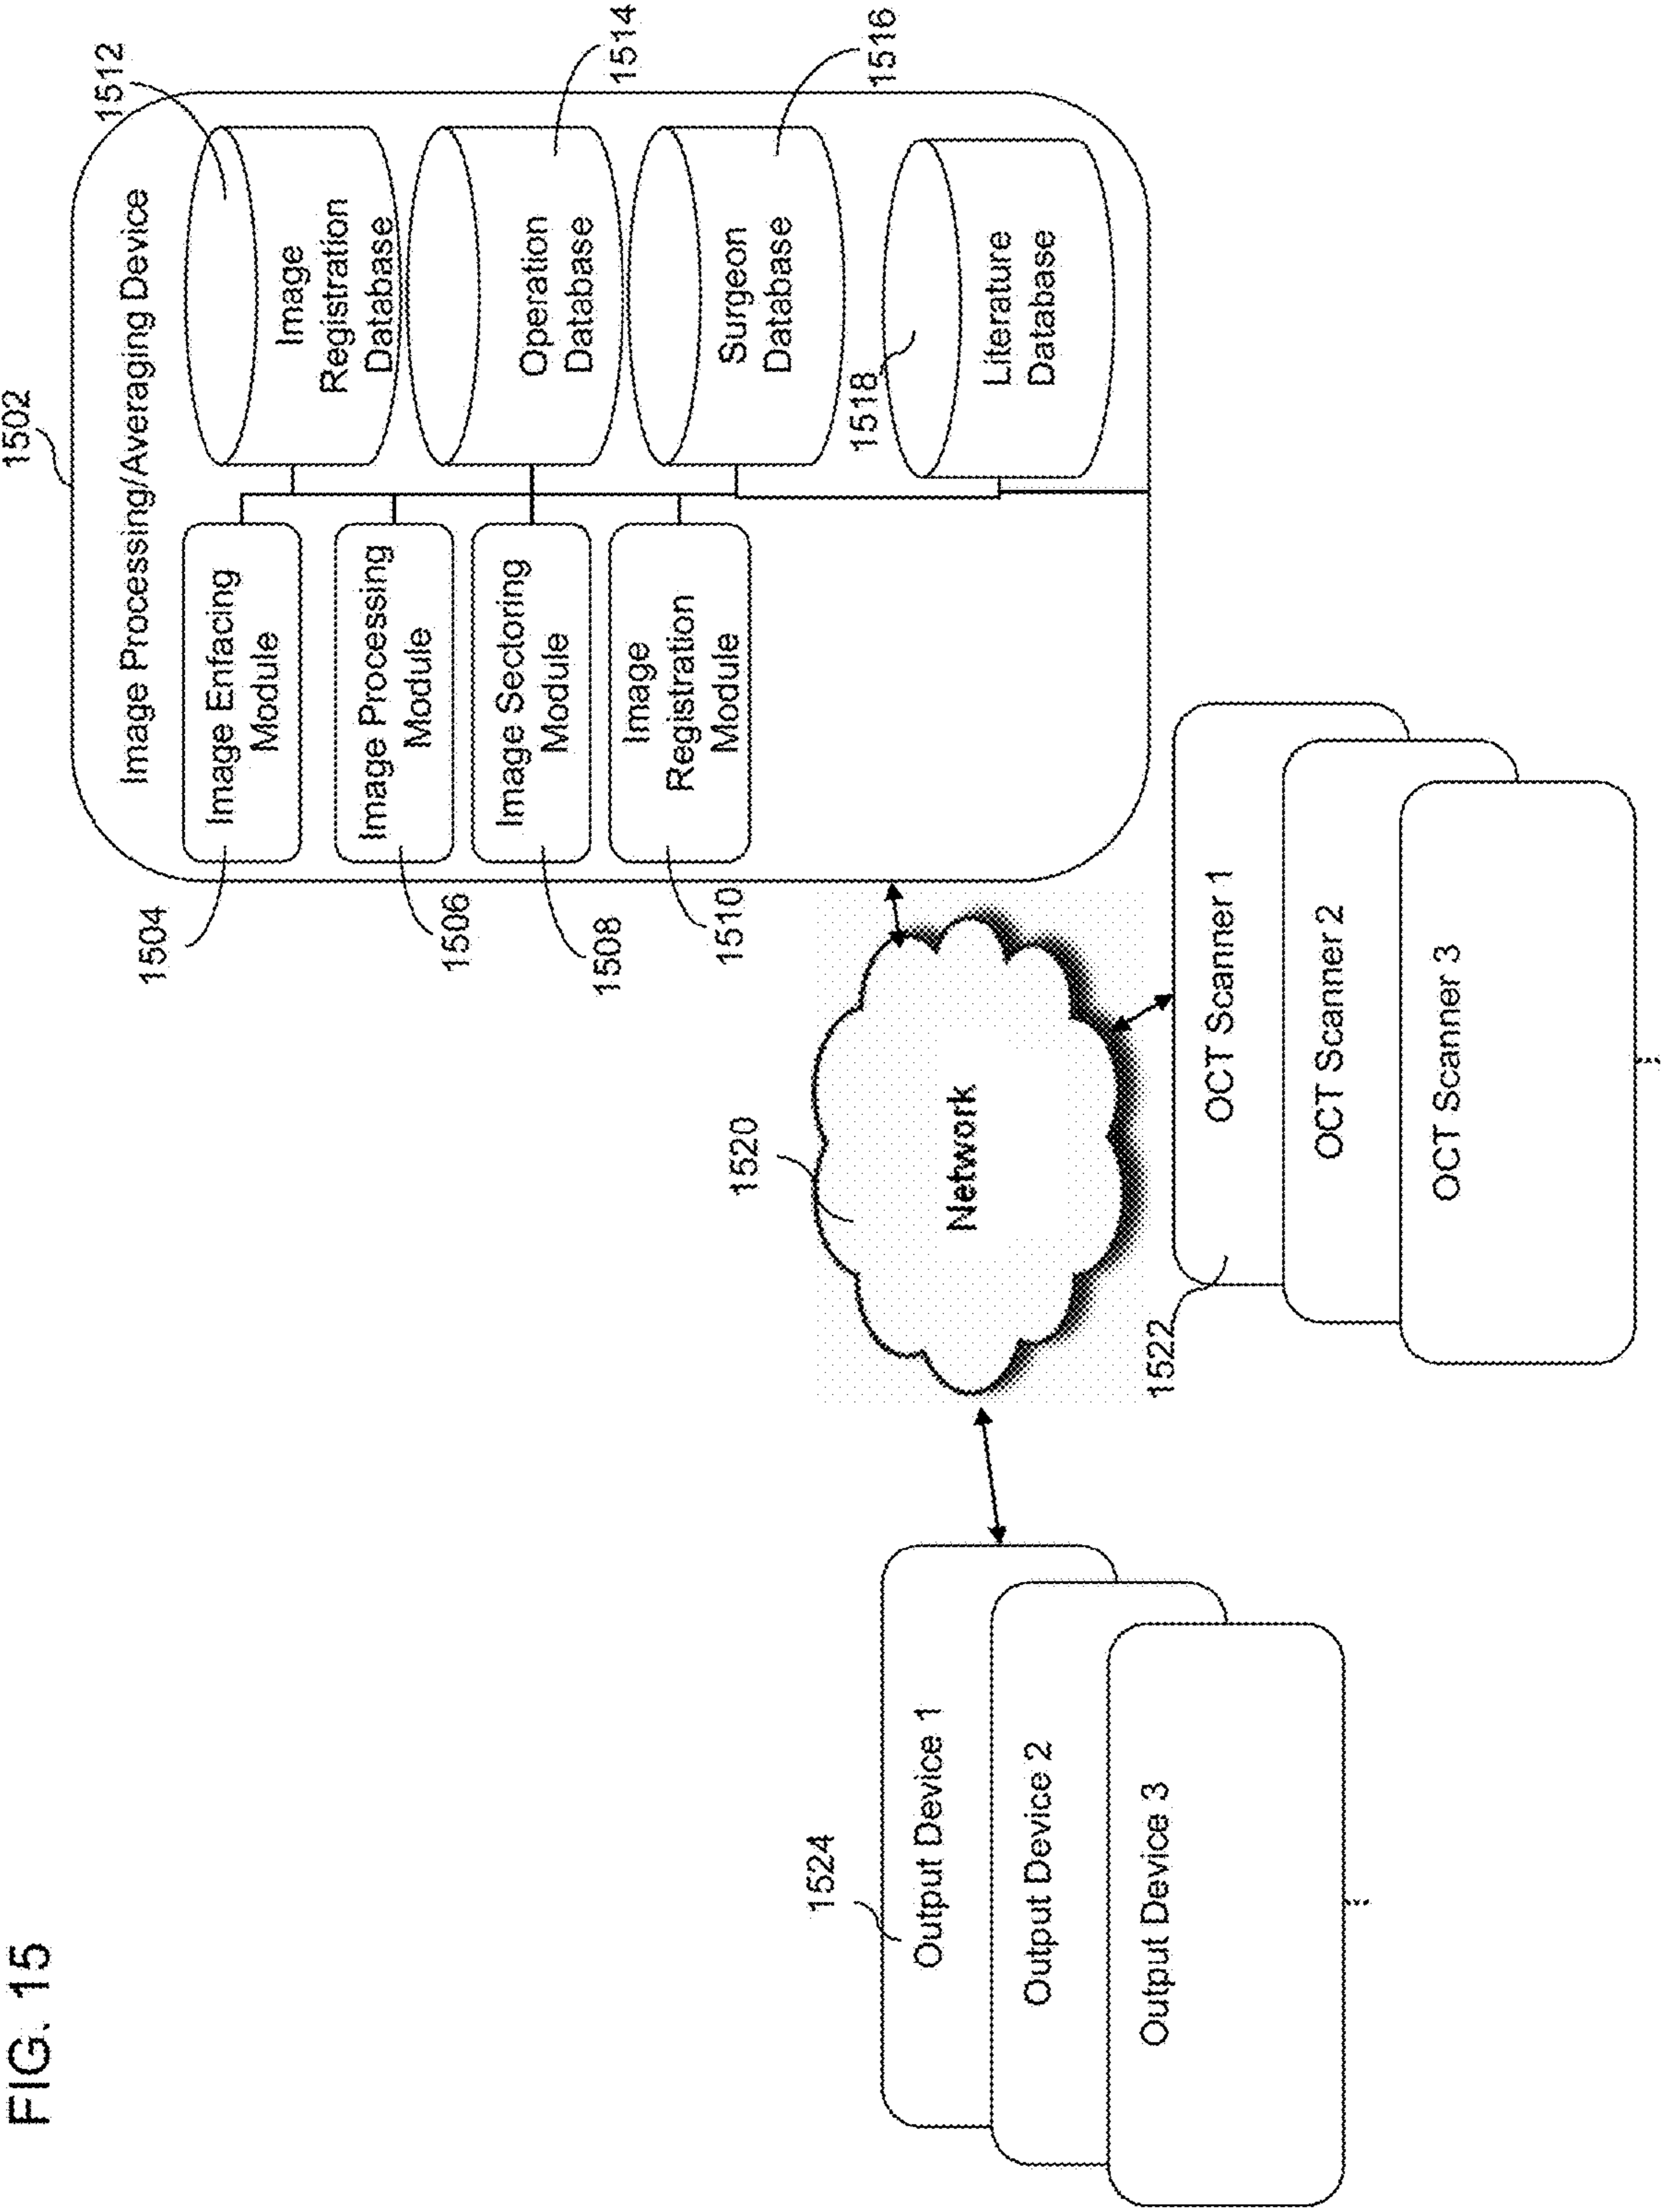 FIG. 15
1502
Image Processing/Averaging Device
1504
Image Enfacing
Module
1512
Image
Registration
Database
1506
Image Processing
Module
1514
Operation
Database
1508
Image Sectoring
Module
1516
Surgeon
Database
1510
Image
Registration
Module
1518
Literature
Database
1520
Network
1524
Output Device 1
Output Device 2
Output Device 3
1522
OCT Scanner 1
OCT Scanner 2
OCT Scanner 3